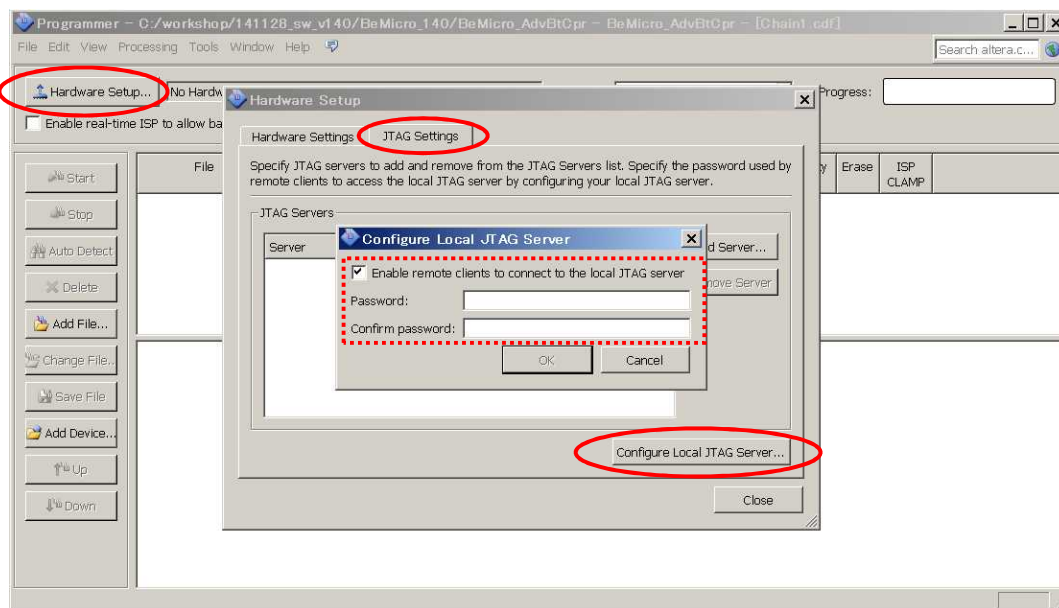 Programmer - C:/workshop/141128_sw_v140/BeMicro_140/BeMicro_AdvBtCpr - BeMicro_AdvBtCpr - [Chain1.cdf]
File Edit View Processing Tools Window Help
Search altera.c...
Hardware Setup... No Hardw
Progress:
Enable real-time ISP to allow ba
Hardware Setup
Hardware Settings JTAG Settings
Specify JTAG servers to add and remove from the JTAG Servers list. Specify the password used by
remote clients to access the local JTAG server by configuring your local JTAG server.
JTAG Servers
Server
d Server...
move Server
Configure Local JTAG Server
Enable remote clients to connect to the local JTAG server
Password:
Confirm password:
OK Cancel
Configure Local JTAG Server...
Close
File
y Erase ISP
CLAMP
Start
Stop
Auto Detect
Delete
Add File...
Change File..
Save File
Add Device..
Up
Down